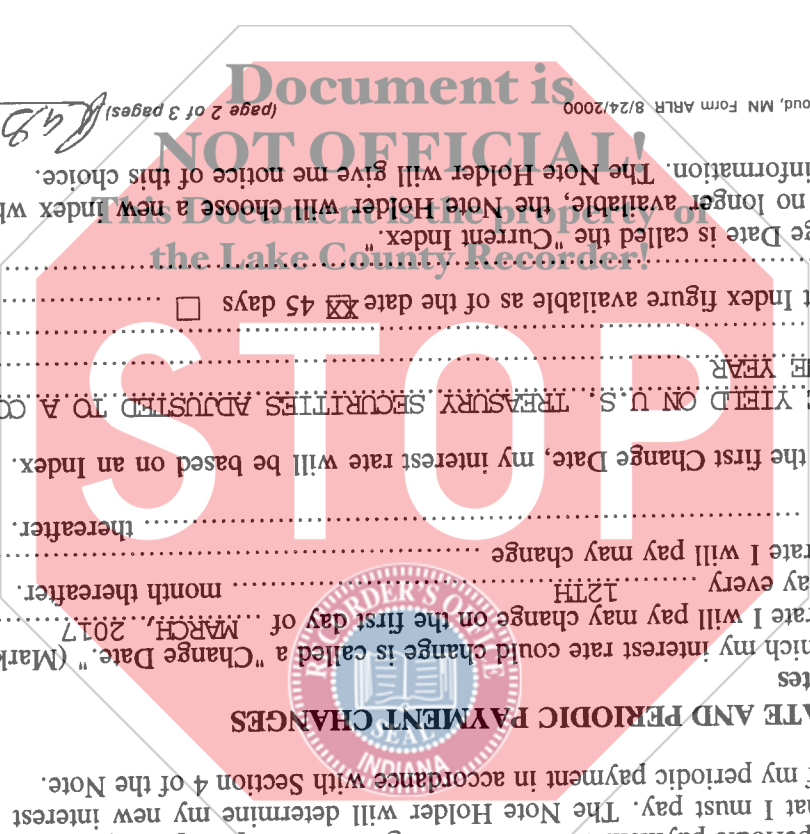 Document is
NOT OFFICIAL!
This Document is the property of
the Lake County Recorder!
STOP
RECORDER'S OFFICE
SEAL
INDIANA
at I must pay. The Note Holder will determine my new interest
f my periodic payment in accordance with Section 4 of the Note.
ATE AND PERIODIC PAYMENT CHANGES
tes
hich my interest rate could change is called a "Change Date." (Mark
rate I will pay may change on the first day of MARCH, 2017
ay every 12TH month thereafter.
rate I will pay may change
thereafter.
the first Change Date, my interest rate will be based on an Index.
E YIELD ON U.S. TREASURY SECURITIES ADJUSTED TO A CO
E YEAR
t Index figure available as of the date XX 45 days ☐
ge Date is called the "Current Index."
no longer available, the Note Holder will choose a new index wh
information. The Note Holder will give me notice of this choice.
oud, MN Form ARLR 8/24/2000 (page 2 of 3 pages)